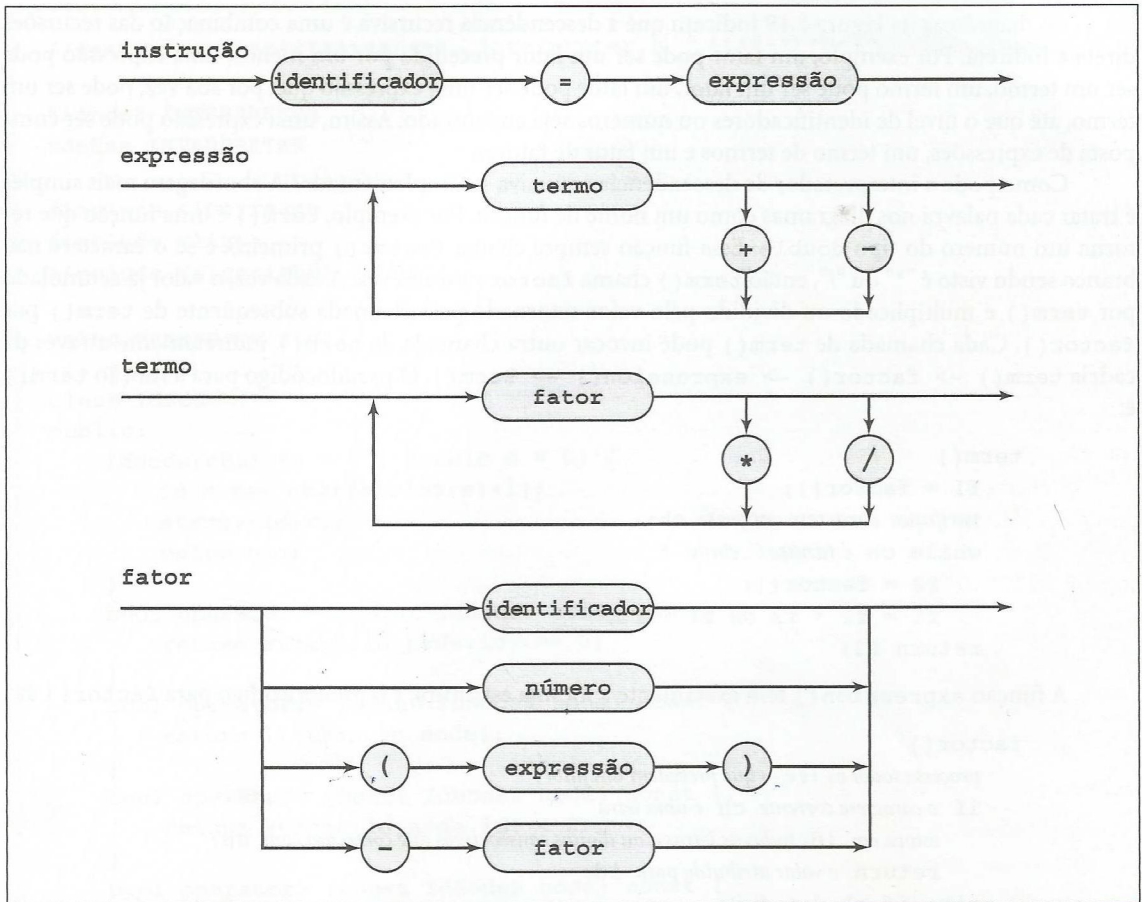 instrução
identificador = expressão
expressão
termo
+ -
termo
fator
* /
fator
identificador
número
( expressão )
- fator